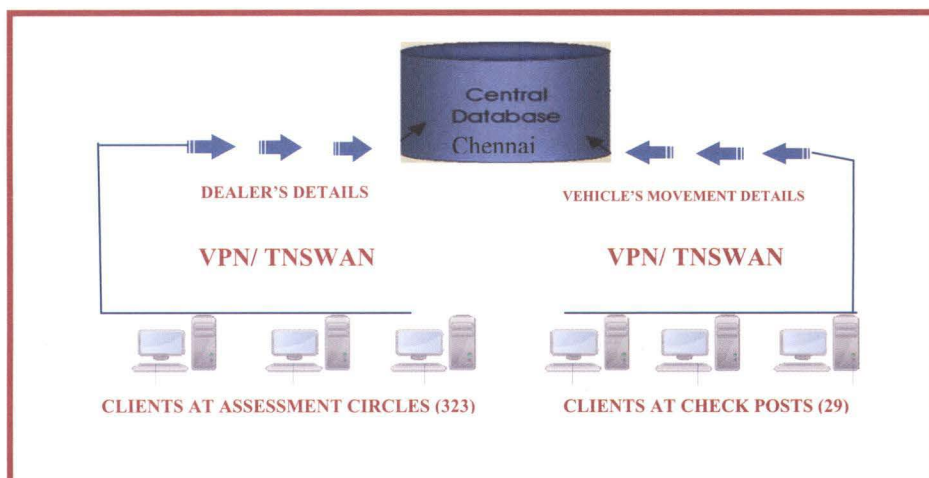 Central
Database
Chennai
DEALER'S DETAILS
VEHICLE'S MOVEMENT DETAILS
VPN/ TNSWAN
VPN/ TNSWAN
CLIENTS AT ASSESSMENT CIRCLES (323)
CLIENTS AT CHECK POSTS (29)